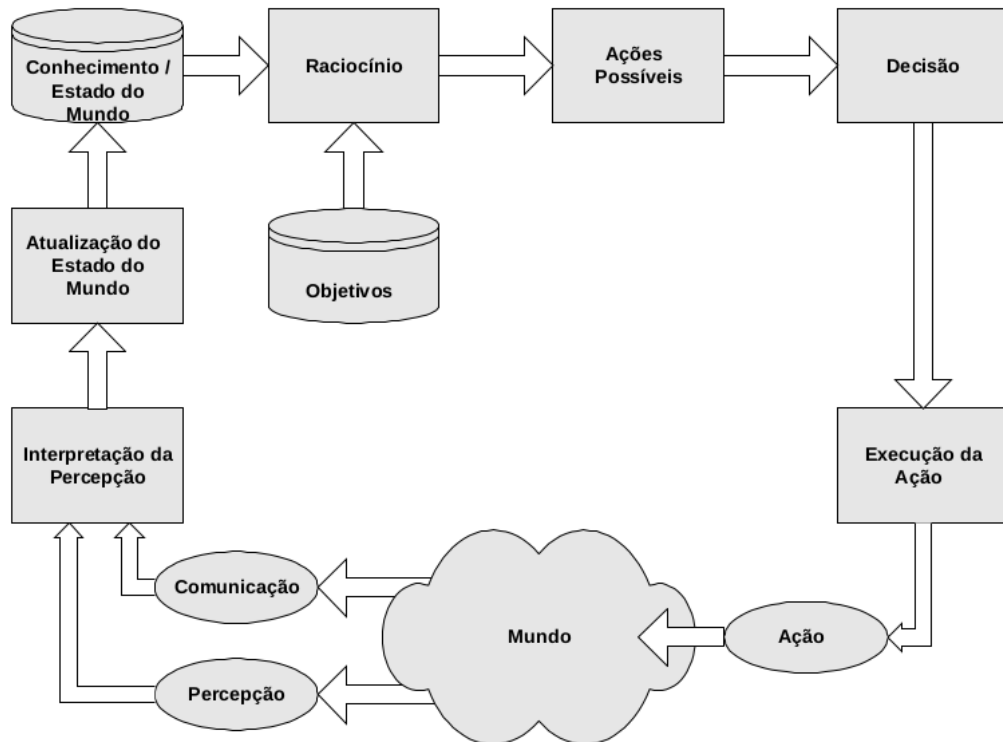 Conhecimento /
Estado do
Mundo
Raciocínio
Ações
Possíveis
Decisão
Atualização do
Estado do
Mundo
Objetivos
Interpretação da
Percepção
Execução da
Ação
Comunicação
Mundo
Ação
Percepção